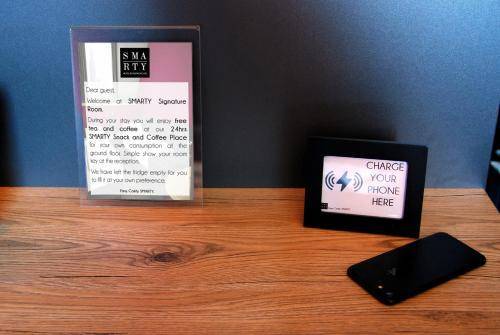 SMA
RTY
Dear guest,
Welcome at SMARTY Signature
Room.
During your stay you will enjoy free
tea and coffee at our 24hrs
SMARTY Snack and Coffee Place
for your own consumption at the
ground floor. Simple show your room
key at the reception.
We have left the fridge empty for you
to fill it at your own preference.
Stay Comfy SMARTY
CHARGE
YOUR
PHONE
HERE